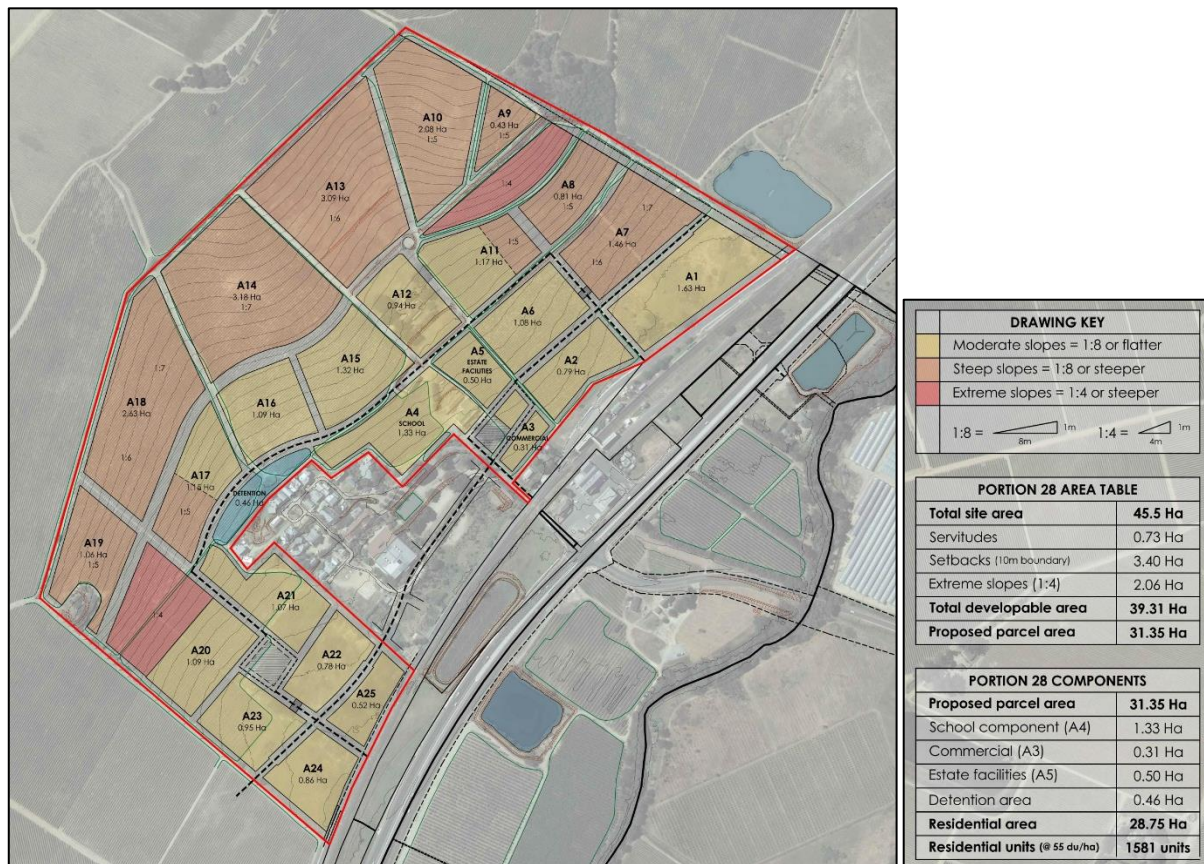 A9
0.43 Ha
1:5
A10
2.08 Ha
1:5
A13
3.09 Ha
1:6
1:4
A8
0.81 Ha
1:5
1:7
A7
1.46 Ha
1:6
A11
1.17 Ha
1:5
A1
1.63 Ha
A14
3.18 Ha
1:7
A12
0.94 Ha
A6
1.08 Ha
A15
1.32 Ha
A5
ESTATE
FACILITIES
0.50 Ha
A2
0.79 Ha
1:7
A18
2.63 Ha
1:6
A16
1.09 Ha
A4
SCHOOL
1.33 Ha
A3
COMMERCIAL
0.31 Ha
A17
1:5
DETENTION
0.46 Ha
A19
1.06 Ha
1:5
1:4
A21
1.07 Ha
A20
1.09 Ha
A22
0.78 Ha
A25
0.52 Ha
A23
0.95 Ha
A24
0.86 Ha
DRAWING KEY
Moderate slopes = 1:8 or flatter
Steep slopes = 1:8 or steeper
Extreme slopes = 1:4 or steeper
1:8 = 8m 1m 1:4 = 4m 1m
PORTION 28 AREA TABLE
Total site area 45.5 Ha
Servitudes 0.73 Ha
Setbacks (10m boundary) 3.40 Ha
Extreme slopes (1:4) 2.06 Ha
Total developable area 39.31 Ha
Proposed parcel area 31.35 Ha
PORTION 28 COMPONENTS
Proposed parcel area 31.35 Ha
School component (A4) 1.33 Ha
Commercial (A3) 0.31 Ha
Estate facilities (A5) 0.50 Ha
Detention area 0.46 Ha
Residential area 28.75 Ha
Residential units (@ 55 du/ha) 1581 units